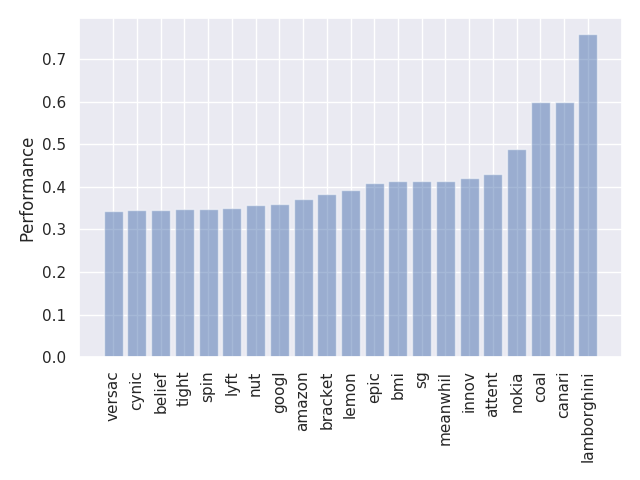 Performance
0.7
0.6
0.5
0.4
0.3
0.2
0.1
0.0
versac
cynic
belief
tight
spin
lyft
nut
googl
amazon
bracket
lemon
epic
bmi
sg
meanwhil
innov
attent
nokia
coal
canari
lamborghini